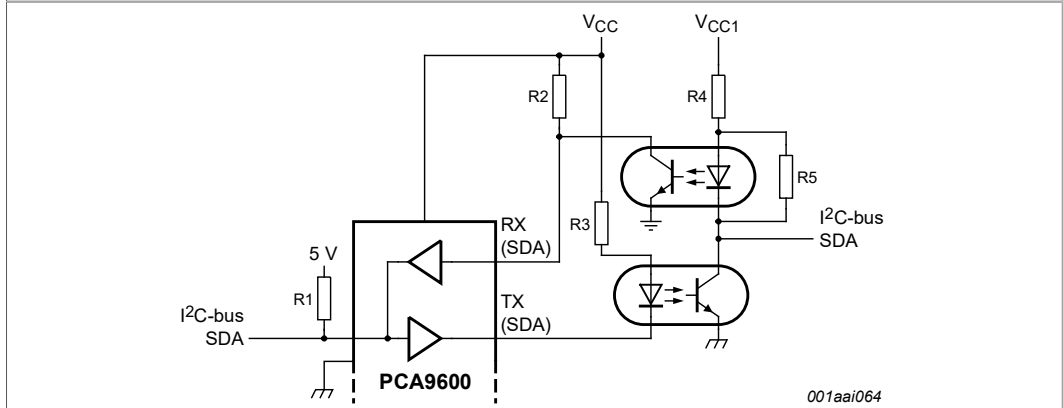 VCC
VCC1
R2
R4
R5
R3
I2C-bus
SDA
RX
(SDA)
5 V
R1
TX
(SDA)
I2C-bus
SDA
PCA9600
001aai064